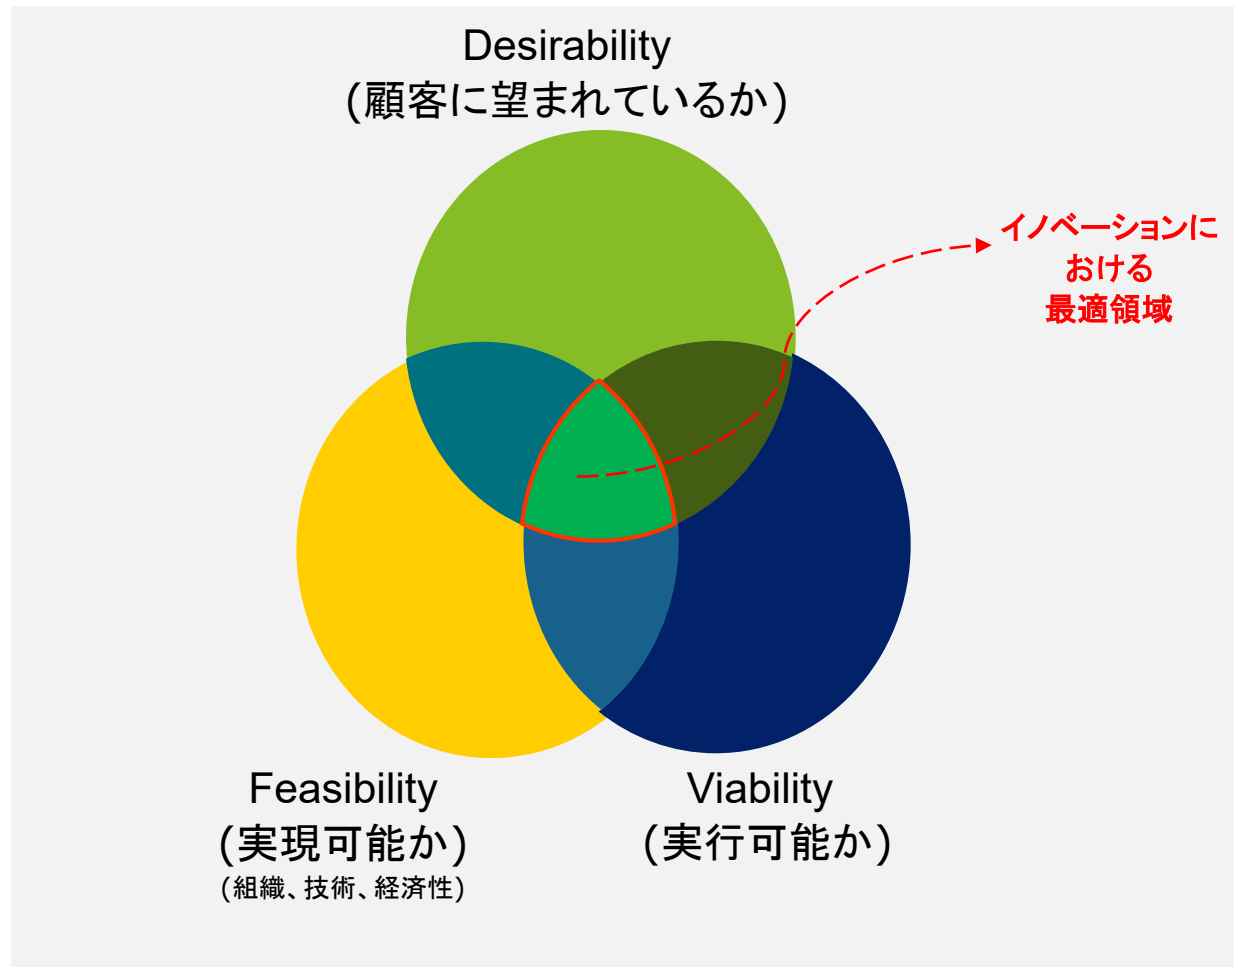 Desirability
(顧客に望まれているか)
イノベーションに
おける
最適領域
Feasibility
(実現可能か)
(組織、技術、経済性)
Viability
(実行可能か)